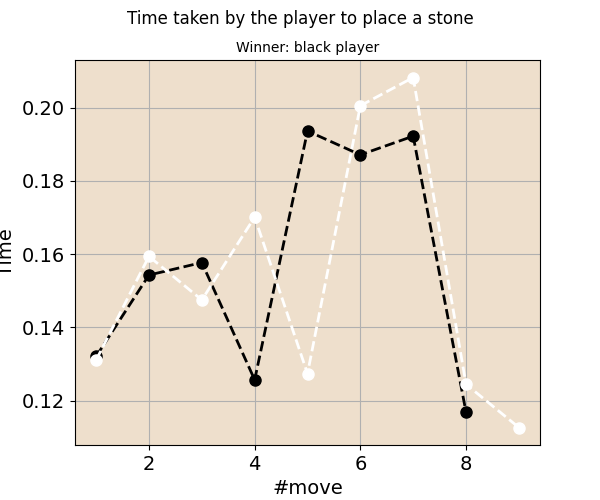 Time taken by the player to place a stone
Winner: black player
0.20
0.18
0.16
0.14
0.12
Time
2 4 6 8
#move